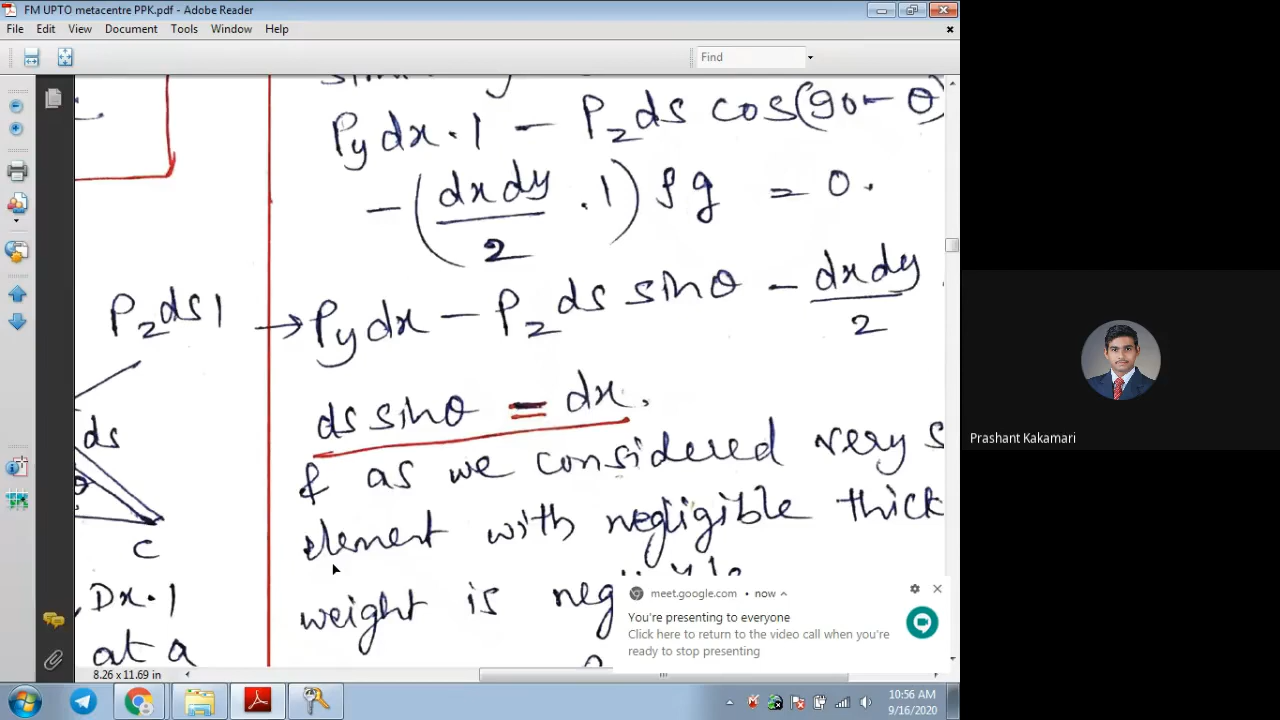 FM UPTO metacentre PPK.pdf - Adobe Reader
File Edit View Document Tools Window Help
Find
Py dx · 1 – P₂ ds cos(90 – θ)
– (dx dy / 2 . 1) ρg = 0.
P₂ ds 1 → Py dx – P₂ ds sin θ – dx dy / 2 .
ds sin θ = dx.
ds
& as we considered very s
element with negligible thick
C
weight is neg
Dx · 1
at a
Prashant Kakamari
meet.google.com • now
You're presenting to everyone
Click here to return to the video call when you're
ready to stop presenting
8.26 x 11.69 in
10:56 AM
9/16/2020